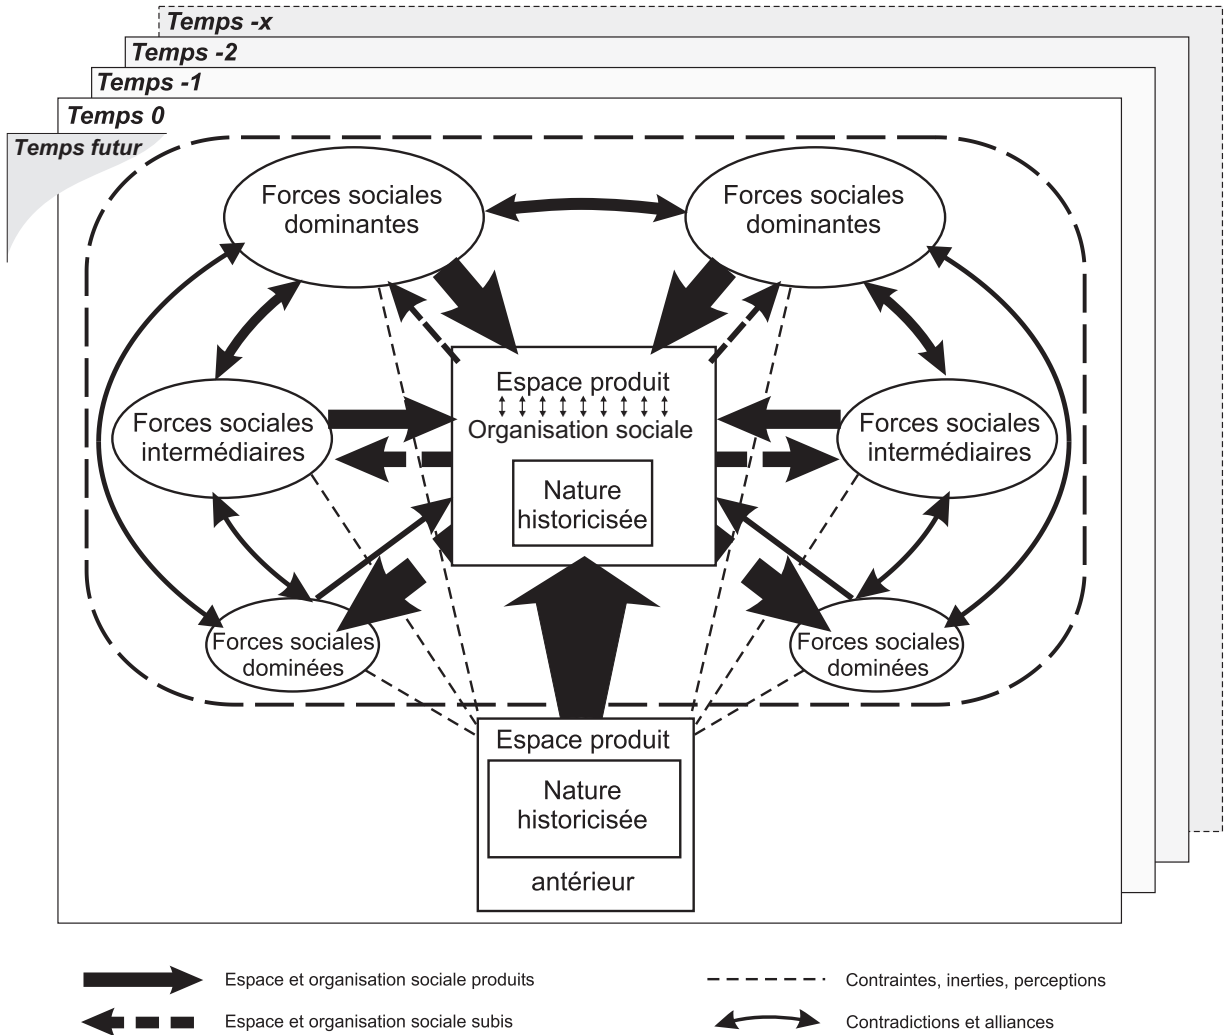 Temps -x
Temps -2
Temps -1
Temps 0
Temps futur
Forces sociales
dominantes
Forces sociales
dominantes
Espace produit
Organisation sociale
Nature
historicisée
Forces sociales
intermédiaires
Forces sociales
intermédiaires
Forces sociales
dominées
Forces sociales
dominées
Espace produit
Nature
historicisée
antérieur
Espace et organisation sociale produits
Contraintes, inerties, perceptions
Espace et organisation sociale subis
Contradictions et alliances